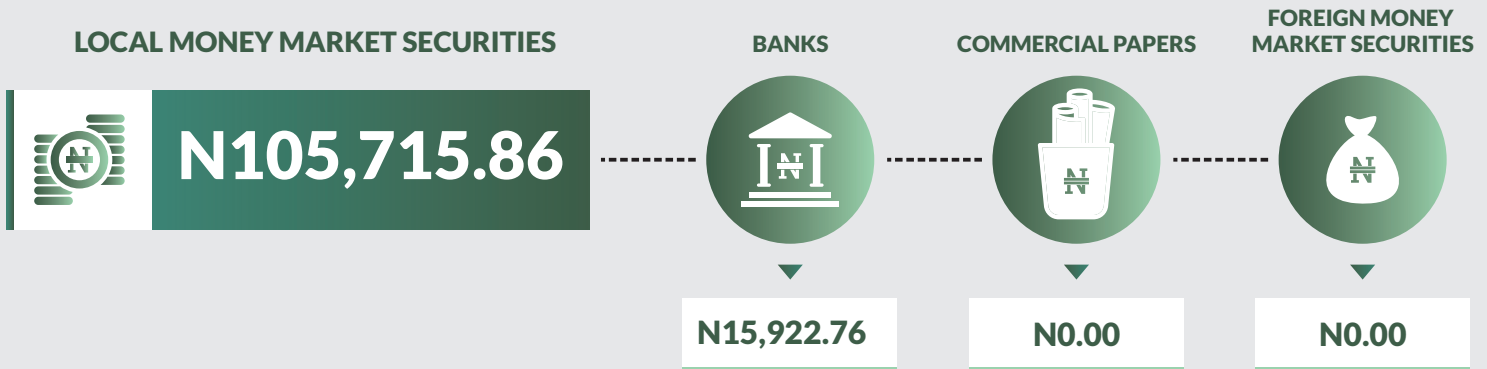 LOCAL MONEY MARKET SECURITIES
N105,715.86
BANKS
N15,922.76
COMMERCIAL PAPERS
N0.00
FOREIGN MONEY
MARKET SECURITIES
N0.00
₦
₦
₦
₦